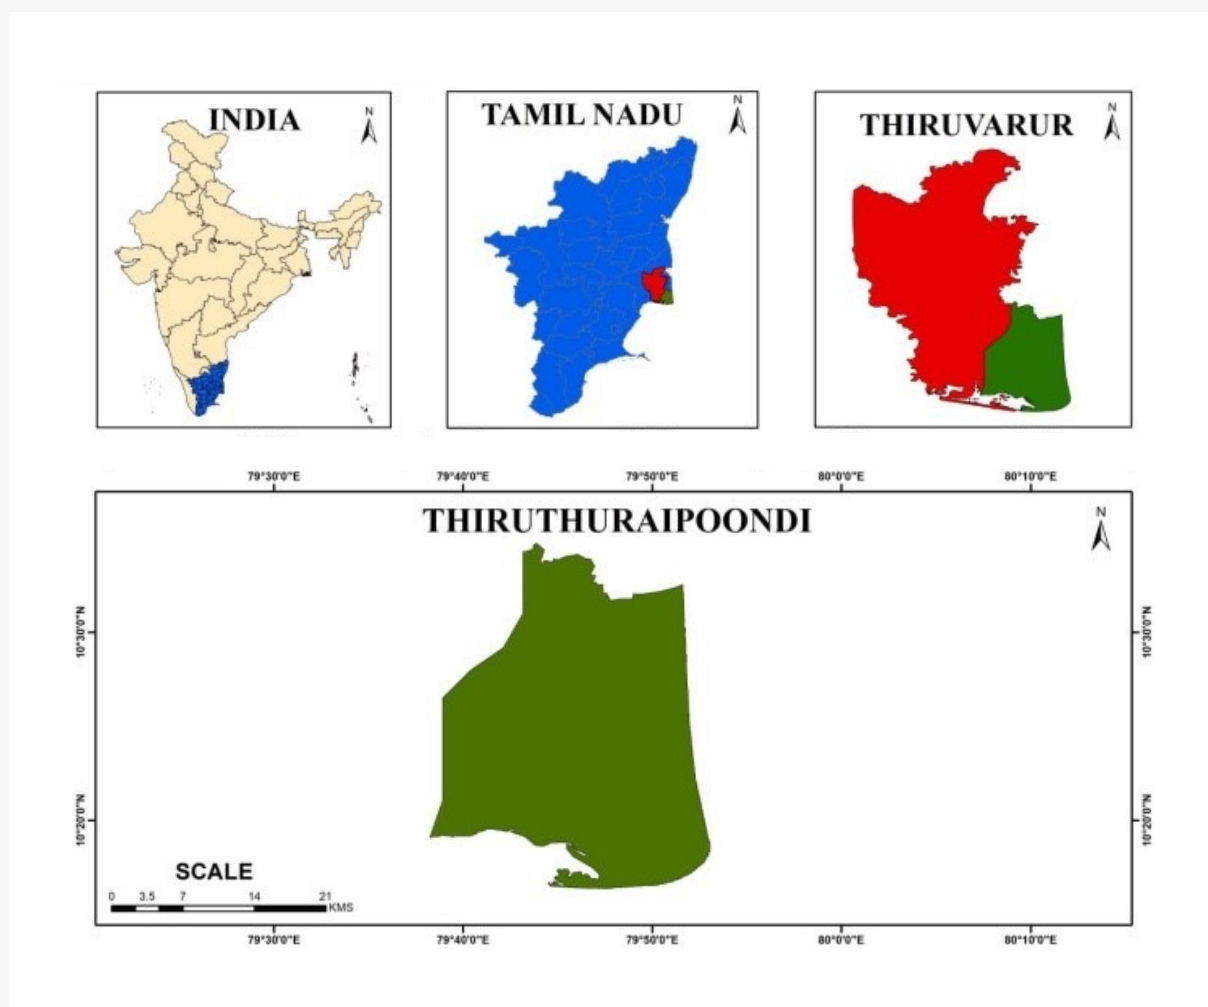 INDIA
N
TAMIL NADU
N
THIRUVARUR
N
79°30'0"E 79°40'0"E 79°50'0"E 80°0'0"E 80°10'0"E
THIRUTHURAIPOONDI
N
10°30'0"N
10°30'0"N
10°20'0"N
10°20'0"N
SCALE
0 3.5 7 14 21
KMS
79°30'0"E 79°40'0"E 79°50'0"E 80°0'0"E 80°10'0"E